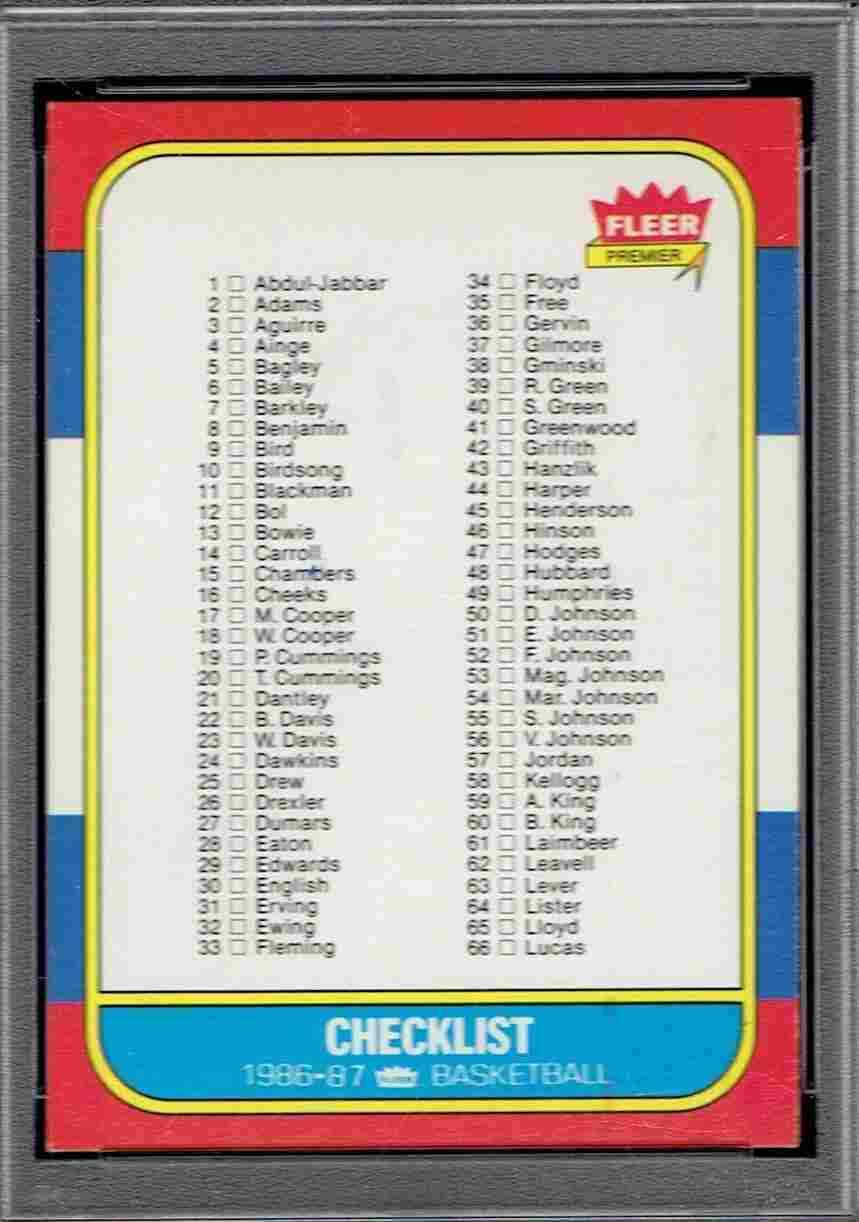 FLEER
PREMIER
1 □ Abdul-Jabbar
2 □ Adams
3 □ Aguirre
4 □ Ainge
5 □ Bagley
6 □ Bailey
7 □ Barkley
8 □ Benjamin
9 □ Bird
10 □ Birdsong
11 □ Blackman
12 □ Bol
13 □ Bowie
14 □ Carroll
15 □ Chambers
16 □ Cheeks
17 □ M. Cooper
18 □ W. Cooper
19 □ P. Cummings
20 □ T. Cummings
21 □ Dantley
22 □ B. Davis
23 □ W. Davis
24 □ Dawkins
25 □ Drew
26 □ Drexler
27 □ Dumars
28 □ Eaton
29 □ Edwards
30 □ English
31 □ Erving
32 □ Ewing
33 □ Fleming
34 □ Floyd
35 □ Free
36 □ Gervin
37 □ Gilmore
38 □ Gminski
39 □ R. Green
40 □ S. Green
41 □ Greenwood
42 □ Griffith
43 □ Hanzlik
44 □ Harper
45 □ Henderson
46 □ Hinson
47 □ Hodges
48 □ Hubbard
49 □ Humphries
50 □ D. Johnson
51 □ E. Johnson
52 □ F. Johnson
53 □ Mag. Johnson
54 □ Mar. Johnson
55 □ S. Johnson
56 □ V. Johnson
57 □ Jordan
58 □ Kellogg
59 □ A. King
60 □ B. King
61 □ Laimbeer
62 □ Leavell
63 □ Lever
64 □ Lister
65 □ Lloyd
66 □ Lucas
CHECKLIST
1986-87 FLEER BASKETBALL